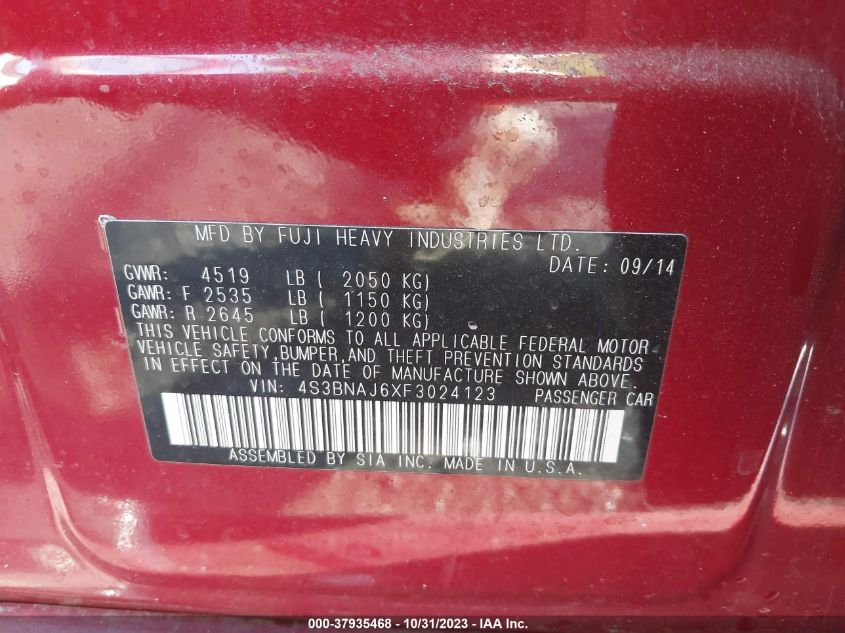 MFD BY FUJI HEAVY INDUSTRIES LTD.
DATE: 09/14
GVWR: 4519 LB ( 2050 KG)
GAWR: F 2535 LB ( 1150 KG)
GAWR: R 2645 LB ( 1200 KG)
THIS VEHICLE CONFORMS TO ALL APPLICABLE FEDERAL MOTOR
VEHICLE SAFETY, BUMPER, AND THEFT PREVENTION STANDARDS
IN EFFECT ON THE DATE OF MANUFACTURE SHOWN ABOVE.
VIN: 4S3BNAJ6XF3024123 PASSENGER CAR
ASSEMBLED BY SIA INC. MADE IN U.S.A.
000-37935468 - 10/31/2023 - IAA Inc.